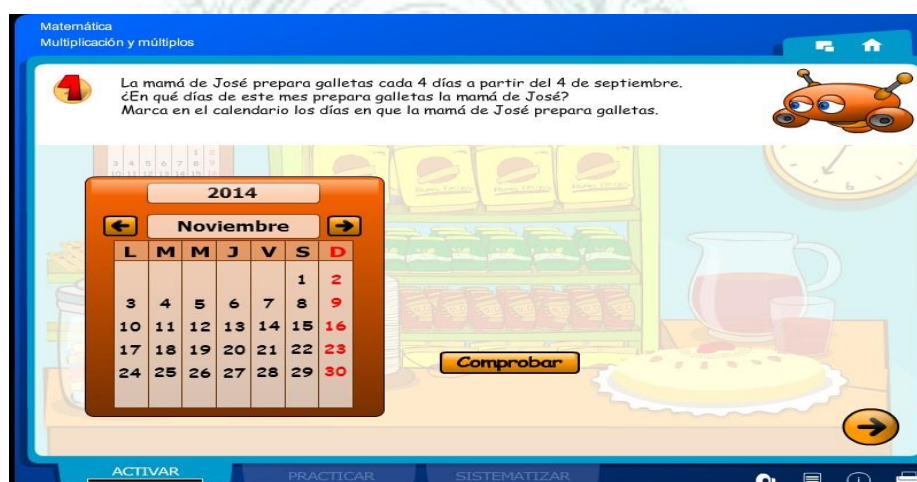 Matemática
Multiplicación y múltiplos
1
La mamá de José prepara galletas cada 4 días a partir del 4 de septiembre.
¿En qué días de este mes prepara galletas la mamá de José?
Marca en el calendario los días en que la mamá de José prepara galletas.
2014
Noviembre
L M M J V S D
1 2
3 4 5 6 7 8 9
10 11 12 13 14 15 16
17 18 19 20 21 22 23
24 25 26 27 28 29 30
Comprobar
ACTIVAR PRACTICAR SISTEMATIZAR